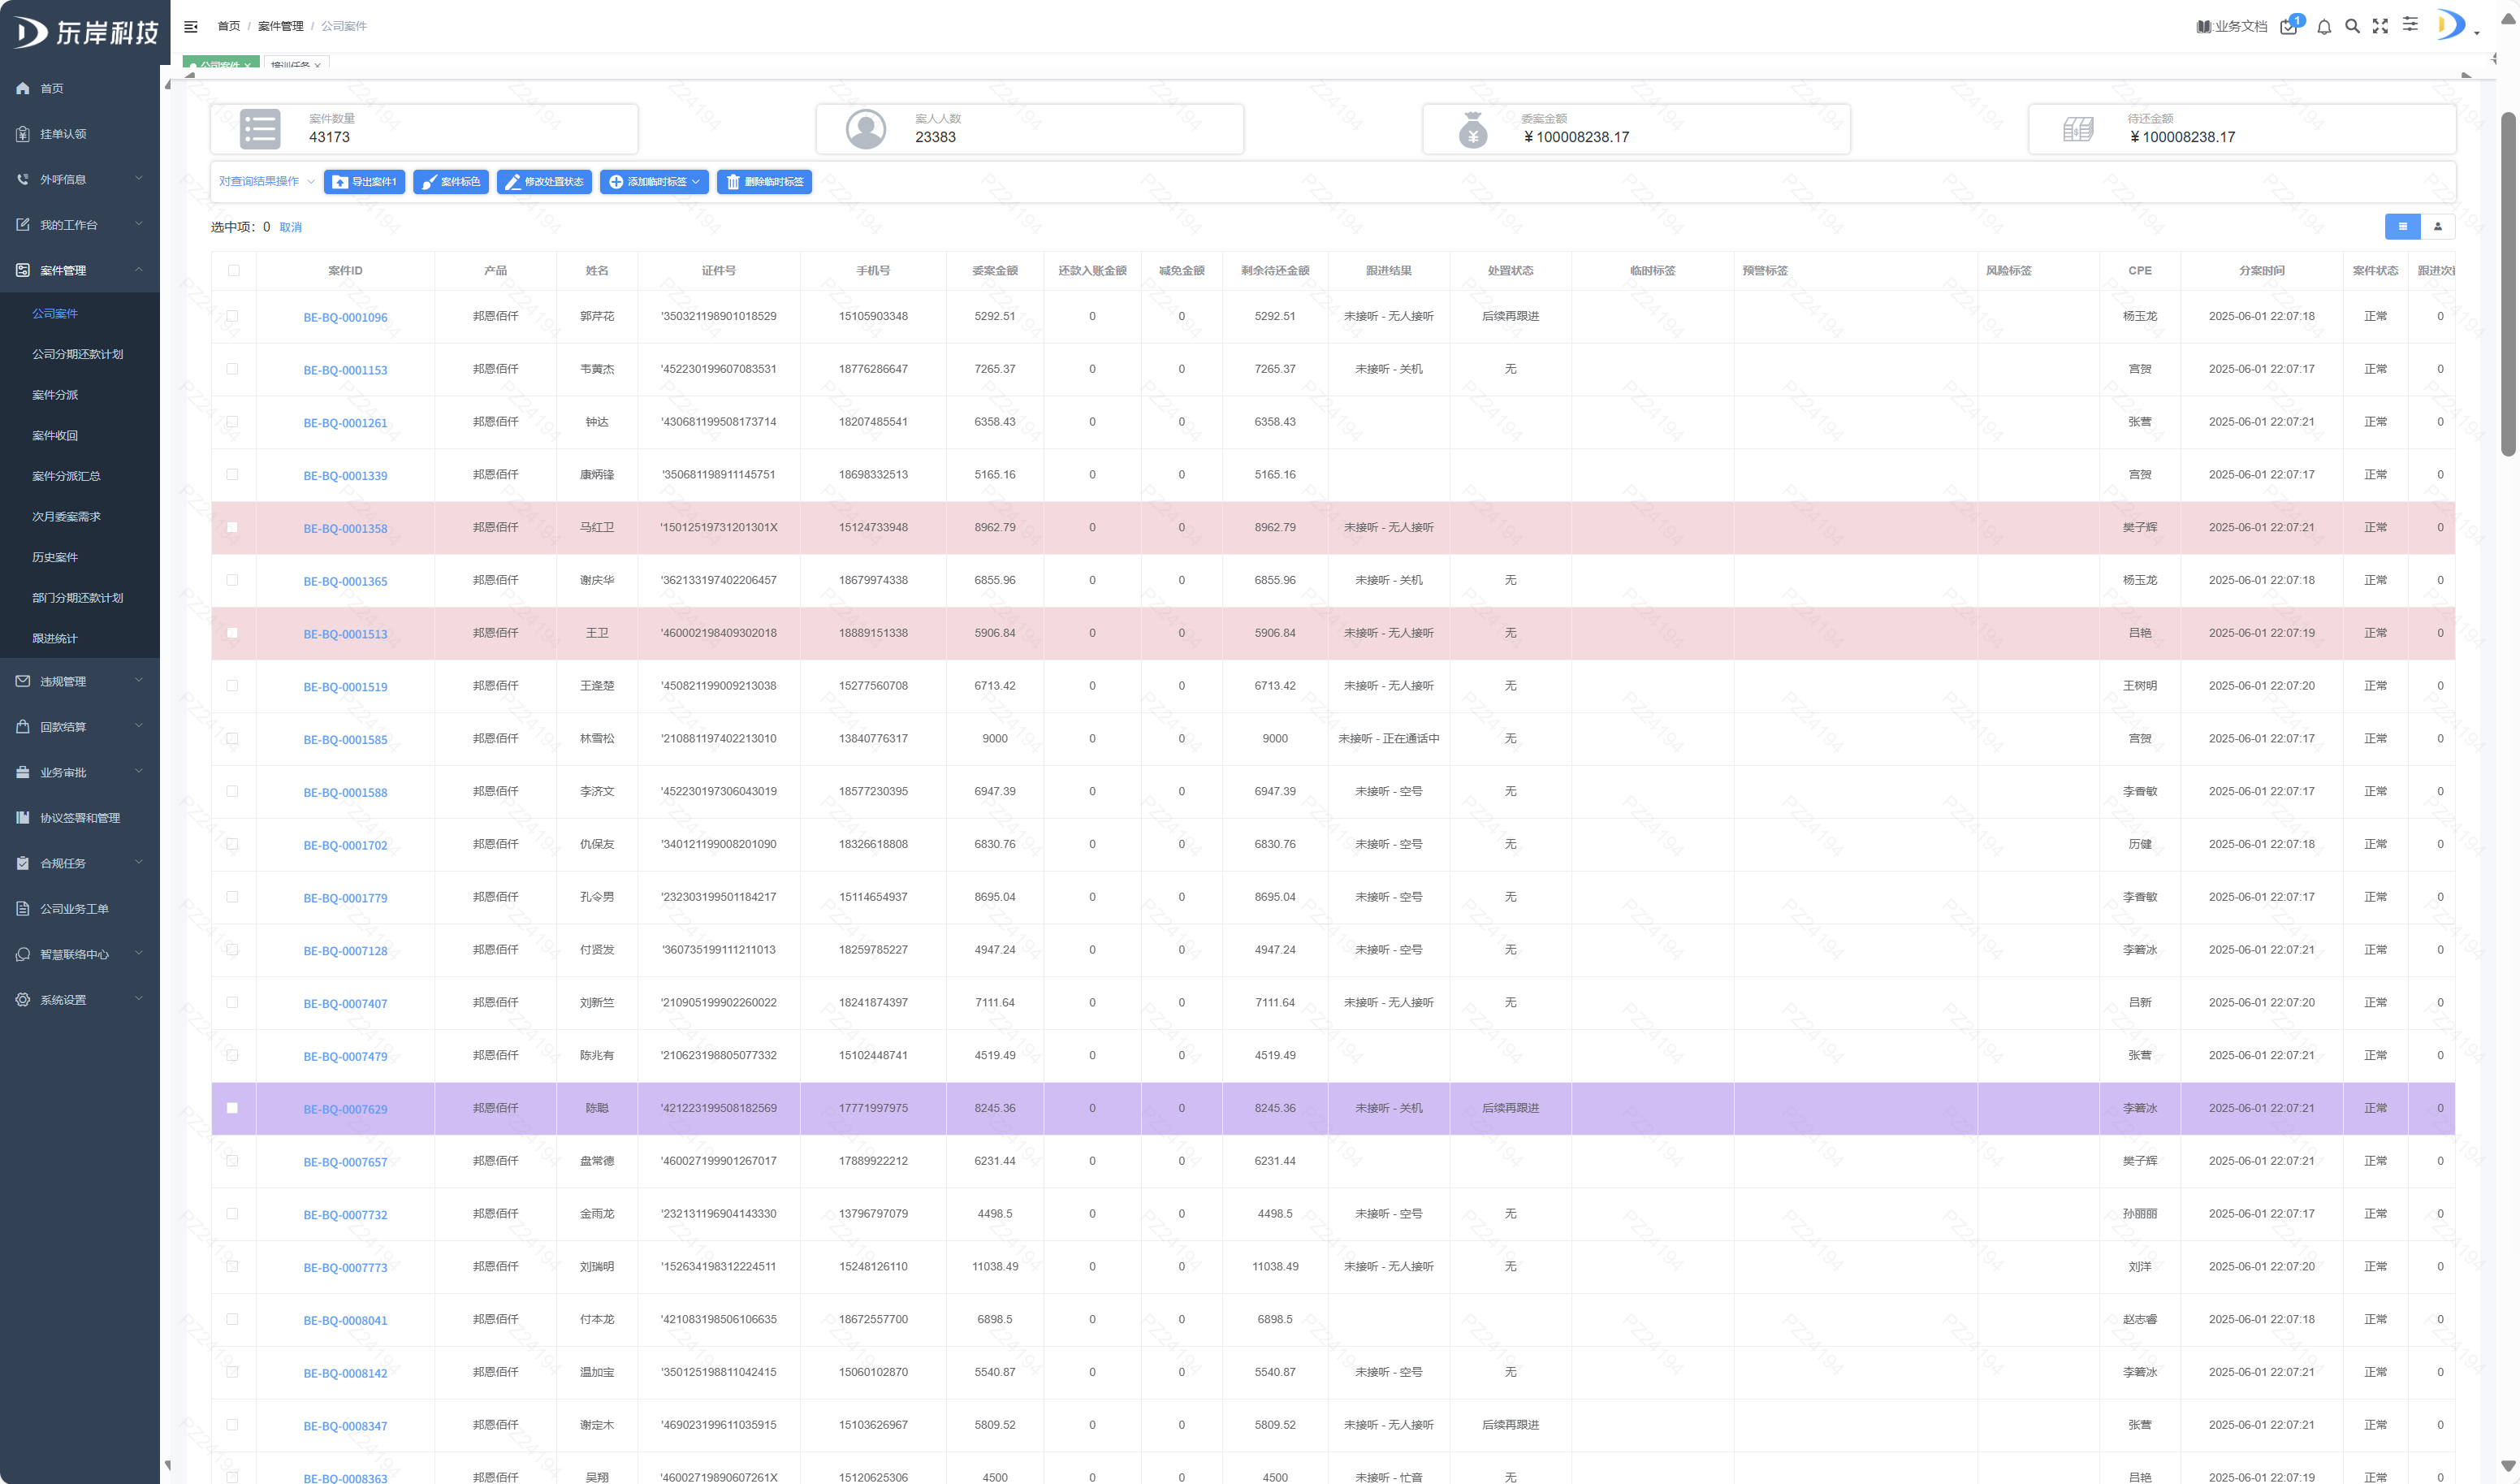 东岸科技
首页 / 案件管理 / 公司案件
业务文档 1
公司案件 × 培训任务 ×
首页
挂单认领
外呼信息
我的工作台
案件管理
公司案件
公司分期还款计划
案件分派
案件收回
案件分派汇总
次月委案需求
历史案件
部门分期还款计划
跟进统计
违规管理
回款结算
业务审批
协议签署和管理
合规任务
公司业务工单
智慧联络中心
系统设置
案件数量
43173
案人人数
23383
委案金额
￥100008238.17
待还金额
￥100008238.17
对查询结果操作 导出案件1 案件标色 修改处置状态 添加临时标签 删除临时标签
选中项：0 取消
案件ID 产品 姓名 证件号 手机号 委案金额 还款入账金额 减免金额 剩余待还金额 跟进结果 处置状态 临时标签 预警标签 风险标签 CPE 分案时间 案件状态 跟进次
BE-BQ-0001096 邦恩佰仟 郭芹花 '350321198901018529 15105903348 5292.51 0 0 5292.51 未接听 - 无人接听 后续再跟进 杨玉龙 2025-06-01 22:07:18 正常 0
BE-BQ-0001153 邦恩佰仟 韦黄杰 '452230199607083531 18776286647 7265.37 0 0 7265.37 未接听 - 关机 无 宫贺 2025-06-01 22:07:17 正常 0
BE-BQ-0001261 邦恩佰仟 钟达 '430681199508173714 18207485541 6358.43 0 0 6358.43 张营 2025-06-01 22:07:21 正常 0
BE-BQ-0001339 邦恩佰仟 康炳锋 '350681198911145751 18698332513 5165.16 0 0 5165.16 宫贺 2025-06-01 22:07:17 正常 0
BE-BQ-0001358 邦恩佰仟 马红卫 '15012519731201301X 15124733948 8962.79 0 0 8962.79 未接听 - 无人接听 樊子辉 2025-06-01 22:07:21 正常 0
BE-BQ-0001365 邦恩佰仟 谢庆华 '362133197402206457 18679974338 6855.96 0 0 6855.96 未接听 - 关机 无 杨玉龙 2025-06-01 22:07:18 正常 0
BE-BQ-0001513 邦恩佰仟 王卫 '460002198409302018 18889151338 5906.84 0 0 5906.84 未接听 - 无人接听 无 吕艳 2025-06-01 22:07:19 正常 0
BE-BQ-0001519 邦恩佰仟 王逢楚 '450821199009213038 15277560708 6713.42 0 0 6713.42 未接听 - 无人接听 无 王树明 2025-06-01 22:07:20 正常 0
BE-BQ-0001585 邦恩佰仟 林雪松 '210881197402213010 13840776317 9000 0 0 9000 未接听 - 正在通话中 无 宫贺 2025-06-01 22:07:17 正常 0
BE-BQ-0001588 邦恩佰仟 李济文 '452230197306043019 18577230395 6947.39 0 0 6947.39 未接听 - 空号 无 李香敏 2025-06-01 22:07:17 正常 0
BE-BQ-0001702 邦恩佰仟 仇保友 '340121199008201090 18326618808 6830.76 0 0 6830.76 未接听 - 空号 无 历健 2025-06-01 22:07:18 正常 0
BE-BQ-0001779 邦恩佰仟 孔令男 '232303199501184217 15114654937 8695.04 0 0 8695.04 未接听 - 空号 无 李香敏 2025-06-01 22:07:17 正常 0
BE-BQ-0007128 邦恩佰仟 付贤发 '360735199111211013 18259785227 4947.24 0 0 4947.24 未接听 - 空号 无 李箬冰 2025-06-01 22:07:21 正常 0
BE-BQ-0007407 邦恩佰仟 刘新竺 '210905199902260022 18241874397 7111.64 0 0 7111.64 未接听 - 无人接听 无 吕新 2025-06-01 22:07:20 正常 0
BE-BQ-0007479 邦恩佰仟 陈兆有 '210623198805077332 15102448741 4519.49 0 0 4519.49 张营 2025-06-01 22:07:21 正常 0
BE-BQ-0007629 邦恩佰仟 陈聪 '421223199508182569 17771997975 8245.36 0 0 8245.36 未接听 - 关机 后续再跟进 李箬冰 2025-06-01 22:07:21 正常 0
BE-BQ-0007657 邦恩佰仟 盘常德 '460027199901267017 17889922212 6231.44 0 0 6231.44 樊子辉 2025-06-01 22:07:21 正常 0
BE-BQ-0007732 邦恩佰仟 金雨龙 '232131196904143330 13796797079 4498.5 0 0 4498.5 未接听 - 空号 无 孙丽丽 2025-06-01 22:07:17 正常 0
BE-BQ-0007773 邦恩佰仟 刘瑞明 '152634198312224511 15248126110 11038.49 0 0 11038.49 未接听 - 无人接听 无 刘洋 2025-06-01 22:07:20 正常 0
BE-BQ-0008041 邦恩佰仟 付本龙 '421083198506106635 18672557700 6898.5 0 0 6898.5 赵志睿 2025-06-01 22:07:18 正常 0
BE-BQ-0008142 邦恩佰仟 温加宝 '350125198811042415 15060102870 5540.87 0 0 5540.87 未接听 - 空号 无 李箬冰 2025-06-01 22:07:21 正常 0
BE-BQ-0008347 邦恩佰仟 谢定木 '469023199611035915 15103626967 5809.52 0 0 5809.52 未接听 - 无人接听 后续再跟进 张营 2025-06-01 22:07:21 正常 0
BE-BQ-0008363 邦恩佰仟 吴翔 '46002719890607261X 15120625306 4500 0 0 4500 未接听 - 忙音 无 吕艳 2025-06-01 22:07:19 正常 0
PZ24194